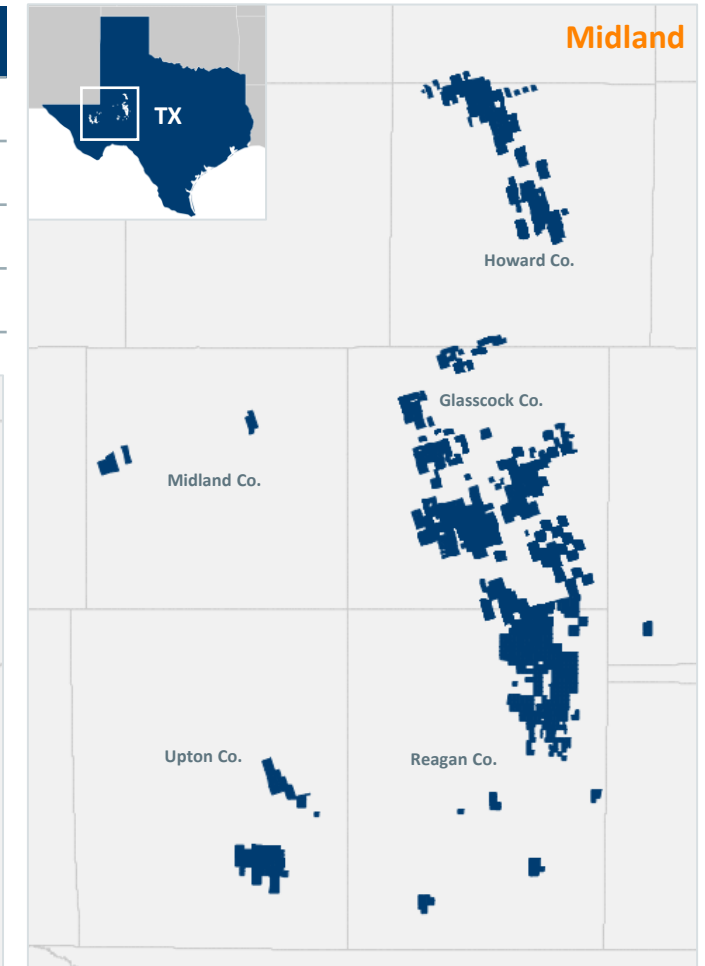 Midland
TX
Howard Co.
Glasscock Co.
Midland Co.
Upton Co.
Reagan Co.